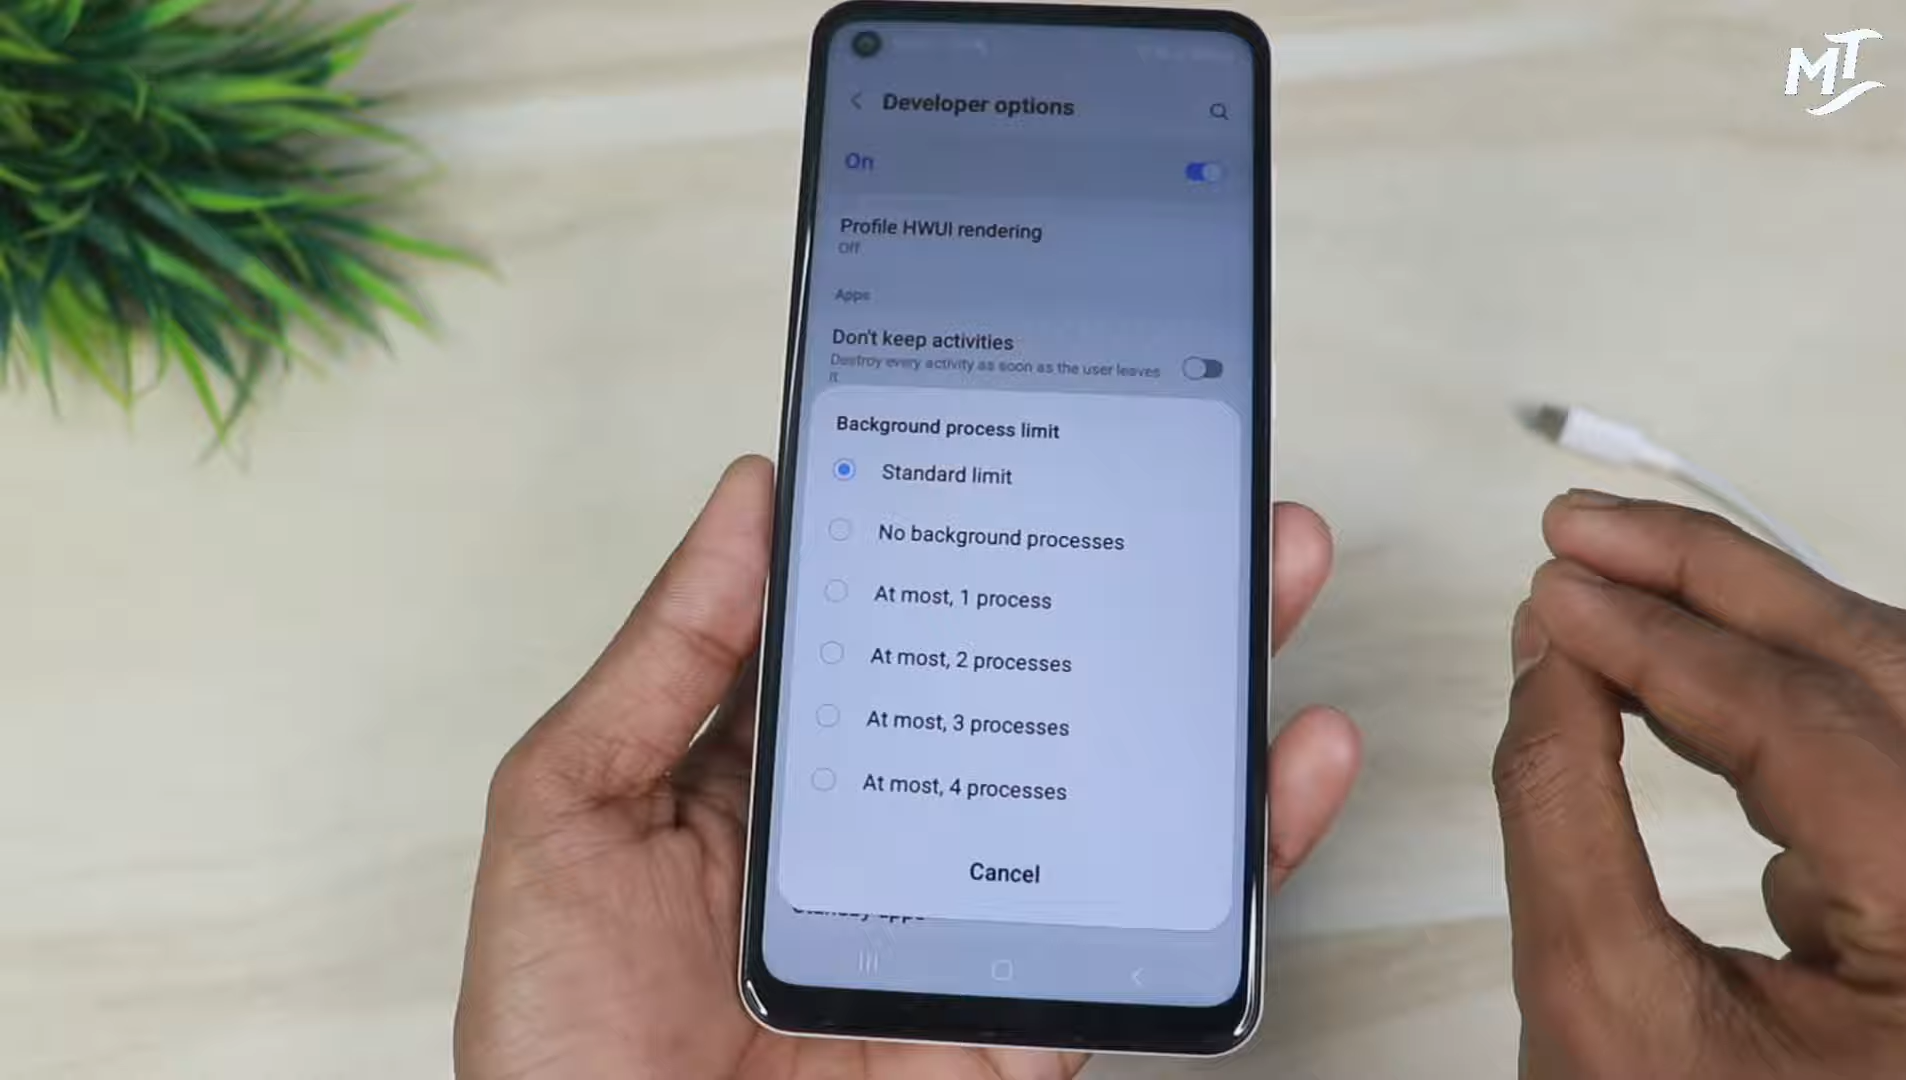 MT
Developer options
On
Profile HWUI rendering
Off
Apps
Don't keep activities
Destroy every activity as soon as the user leaves
it
Background process limit
Standard limit
No background processes
At most, 1 process
At most, 2 processes
At most, 3 processes
At most, 4 processes
Cancel
Standby apps